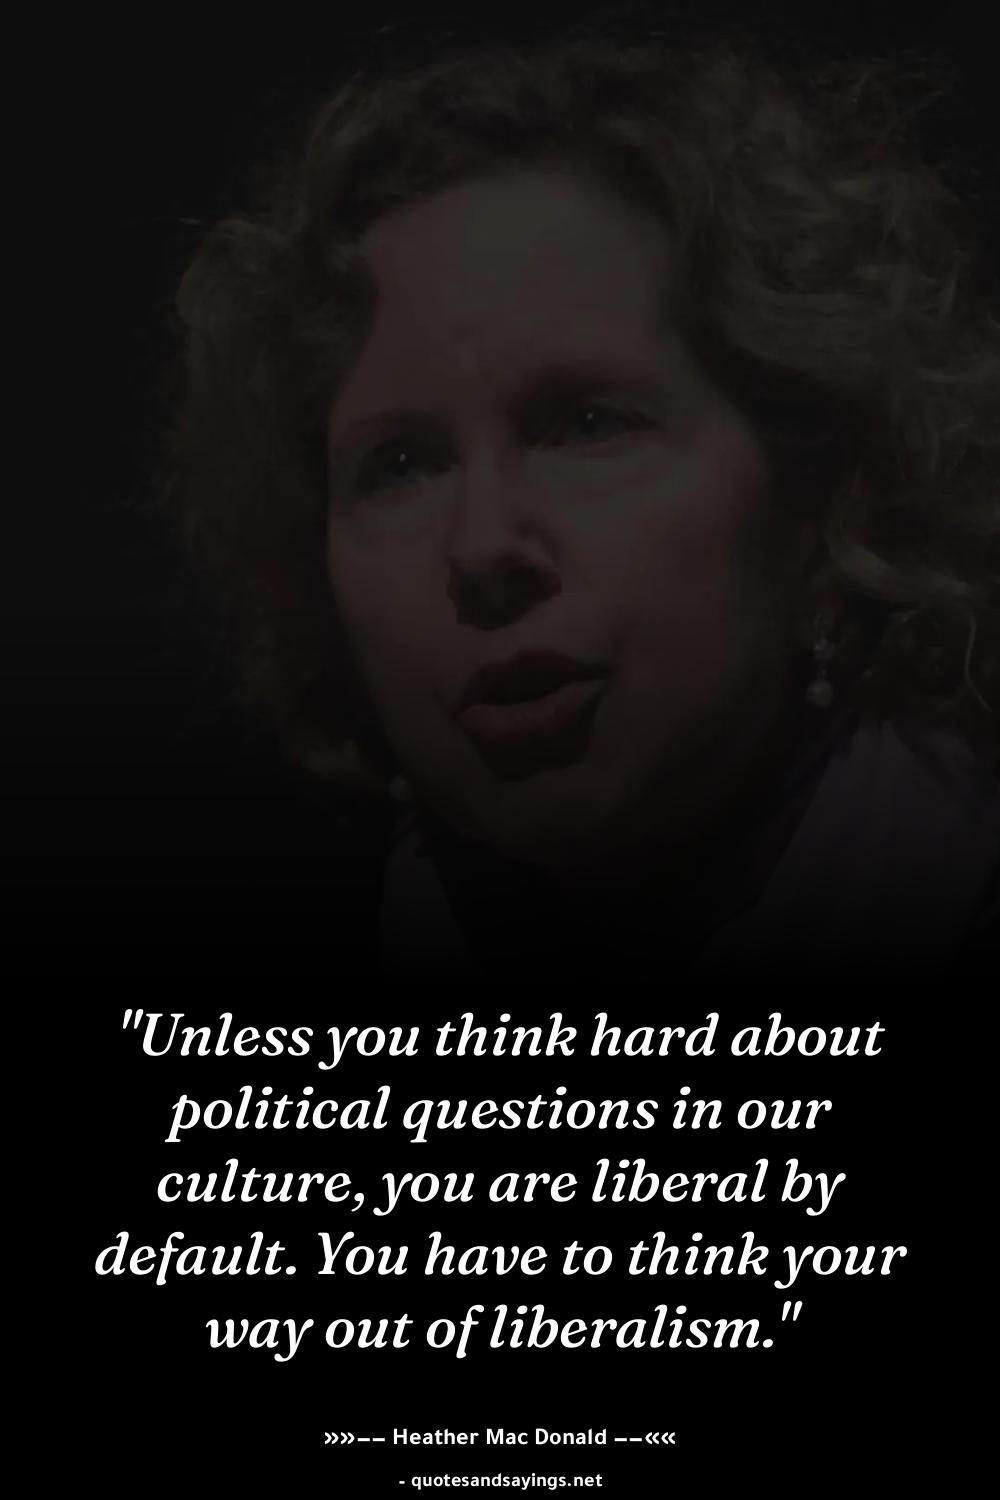 "Unless you think hard about
political questions in our
culture, you are liberal by
default. You have to think your
way out of liberalism."
»»−− Heather Mac Donald −−««
- quotesandsayings.net